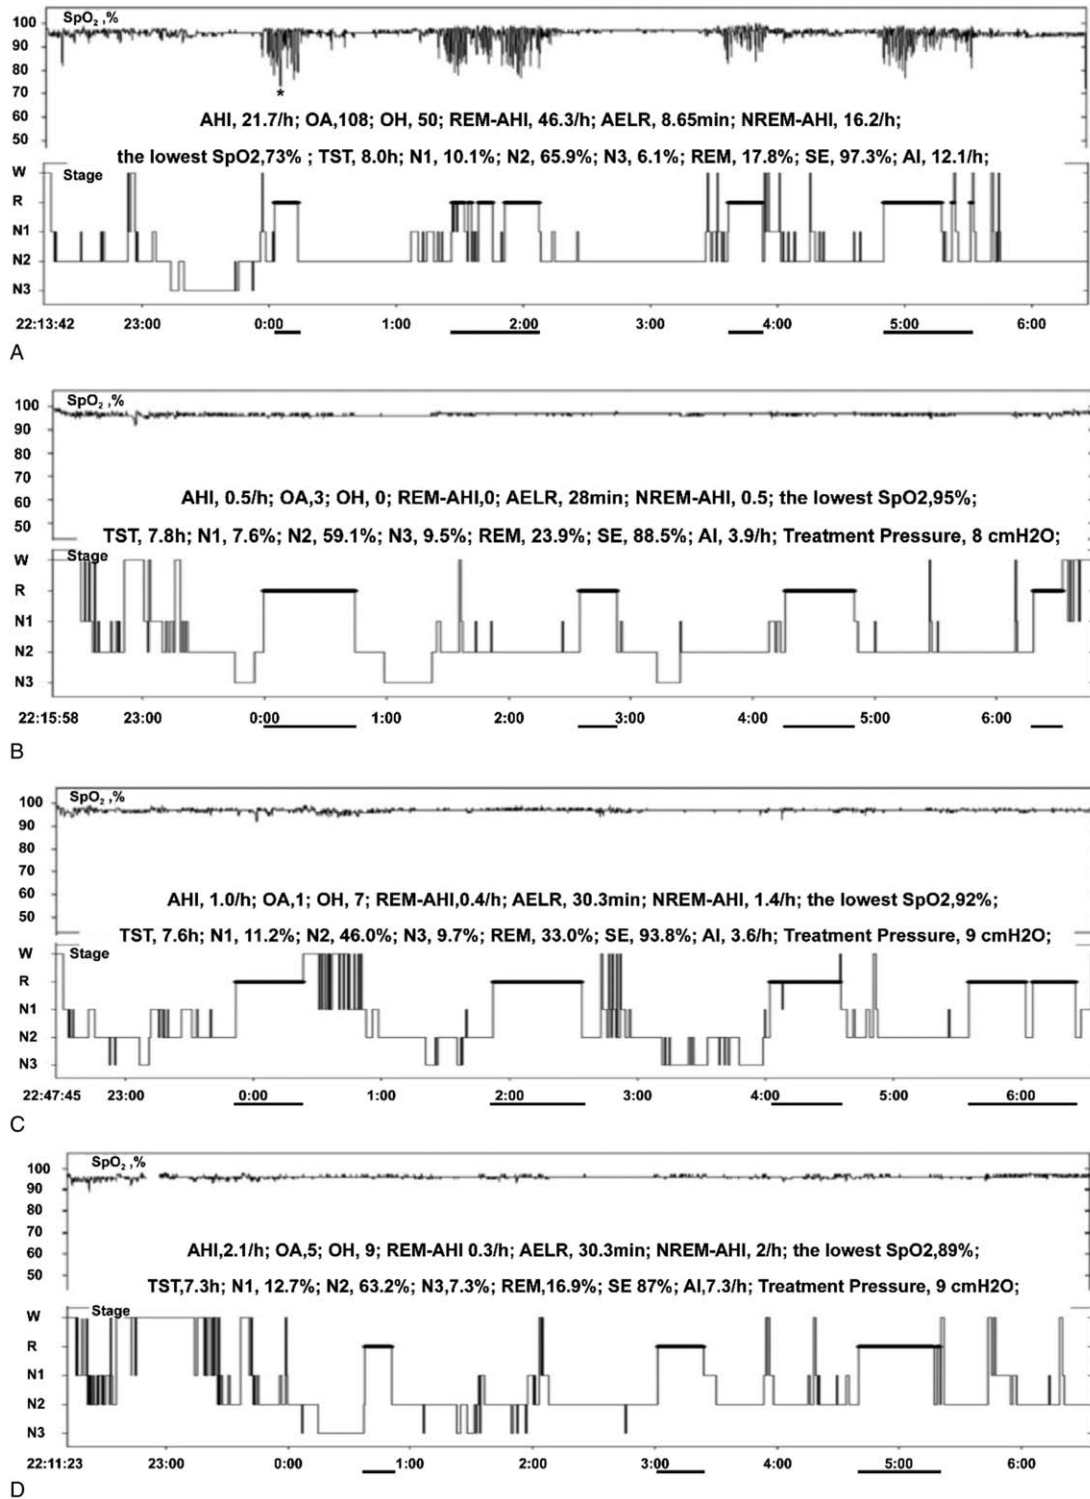 SpO2 ,%
100
90
80
70
60
50
*
AHI, 21.7/h; OA,108; OH, 50; REM-AHI, 46.3/h; AELR, 8.65min; NREM-AHI, 16.2/h;
the lowest SpO2,73% ; TST, 8.0h; N1, 10.1%; N2, 65.9%; N3, 6.1%; REM, 17.8%; SE, 97.3%; AI, 12.1/h;
W
Stage
R
N1
N2
N3
22:13:42 23:00 0:00 1:00 2:00 3:00 4:00 5:00 6:00
A
SpO2 ,%
100
90
80
70
60
50
AHI, 0.5/h; OA,3; OH, 0; REM-AHI,0; AELR, 28min; NREM-AHI, 0.5; the lowest SpO2,95%;
TST, 7.8h; N1, 7.6%; N2, 59.1%; N3, 9.5%; REM, 23.9%; SE, 88.5%; AI, 3.9/h; Treatment Pressure, 8 cmH2O;
W
Stage
R
N1
N2
N3
22:15:58 23:00 0:00 1:00 2:00 3:00 4:00 5:00 6:00
B
SpO2 ,%
100
90
80
70
60
50
AHI, 1.0/h; OA,1; OH, 7; REM-AHI,0.4/h; AELR, 30.3min; NREM-AHI, 1.4/h; the lowest SpO2,92%;
TST, 7.6h; N1, 11.2%; N2, 46.0%; N3, 9.7%; REM, 33.0%; SE, 93.8%; AI, 3.6/h; Treatment Pressure, 9 cmH2O;
W
Stage
R
N1
N2
N3
22:47:45 23:00 0:00 1:00 2:00 3:00 4:00 5:00 6:00
C
SpO2 ,%
100
90
80
70
60
50
AHI,2.1/h; OA,5; OH, 9; REM-AHI 0.3/h; AELR, 30.3min; NREM-AHI, 2/h; the lowest SpO2,89%;
TST,7.3h; N1, 12.7%; N2, 63.2%; N3,7.3%; REM,16.9%; SE 87%; AI,7.3/h; Treatment Pressure, 9 cmH2O;
W
Stage
R
N1
N2
N3
22:11:23 23:00 0:00 1:00 2:00 3:00 4:00 5:00 6:00
D